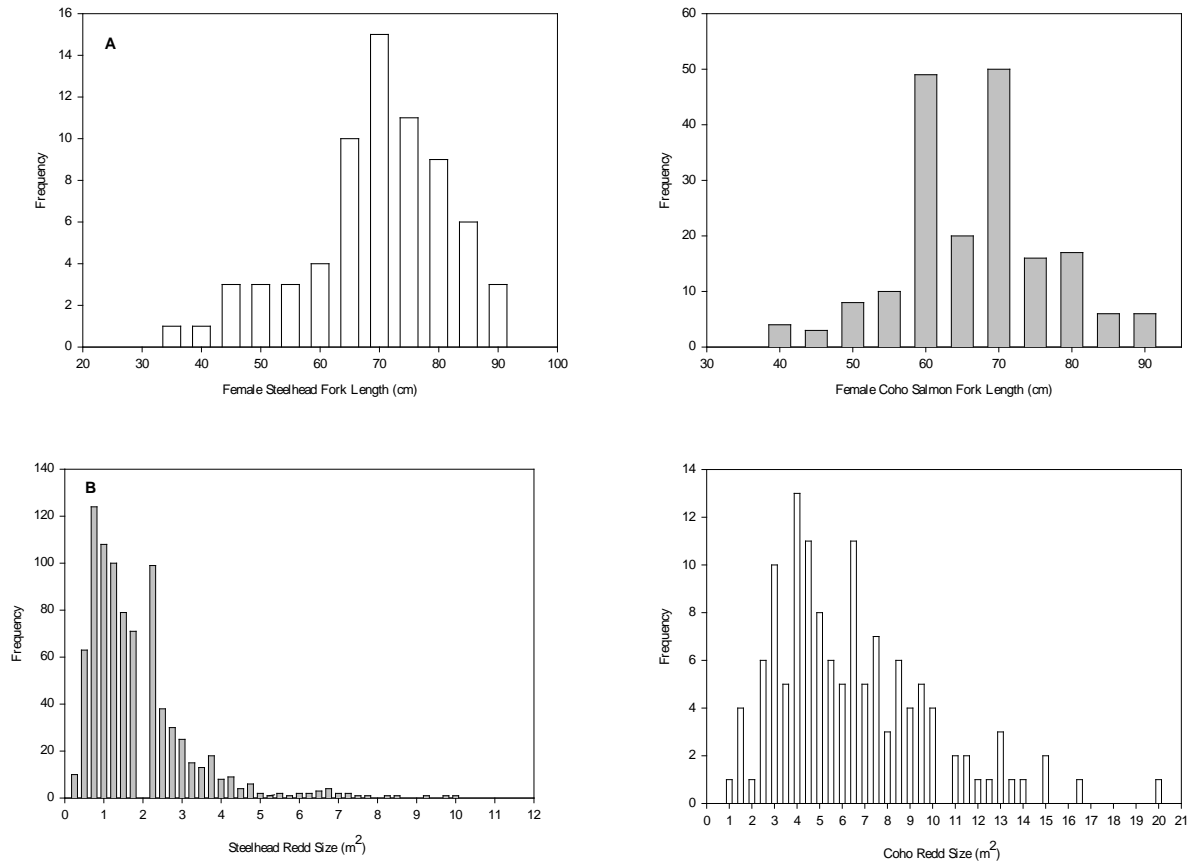 16
14
12
10
8
6
4
2
0
A
Frequency
20 30 40 50 60 70 80 90 100
Female Steelhead Fork Length (cm)
60
50
40
30
20
10
0
Frequency
30 40 50 60 70 80 90
Female Coho Salmon Fork Length (cm)
140
120
100
80
60
40
20
0
B
Frequency
0 1 2 3 4 5 6 7 8 9 10 11 12
Steelhead Redd Size (m²)
14
12
10
8
6
4
2
0
Frequency
0 1 2 3 4 5 6 7 8 9 10 11 12 13 14 15 16 17 18 19 20 21
Coho Redd Size (m²)